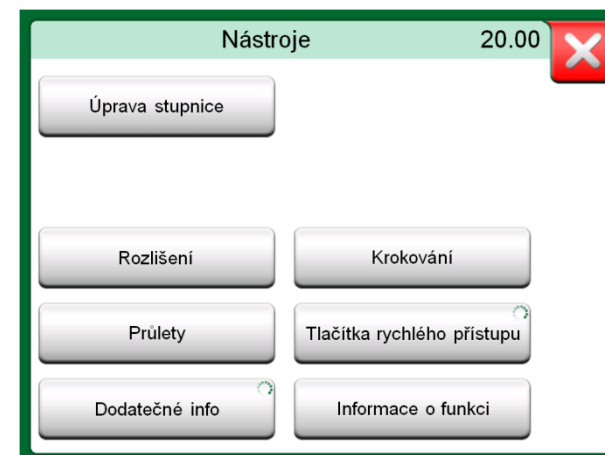 Nástroje 20.00
Úprava stupnice
Rozlišení Krokování
Průlety Tlačítka rychlého přístupu
Dodatečné info Informace o funkci